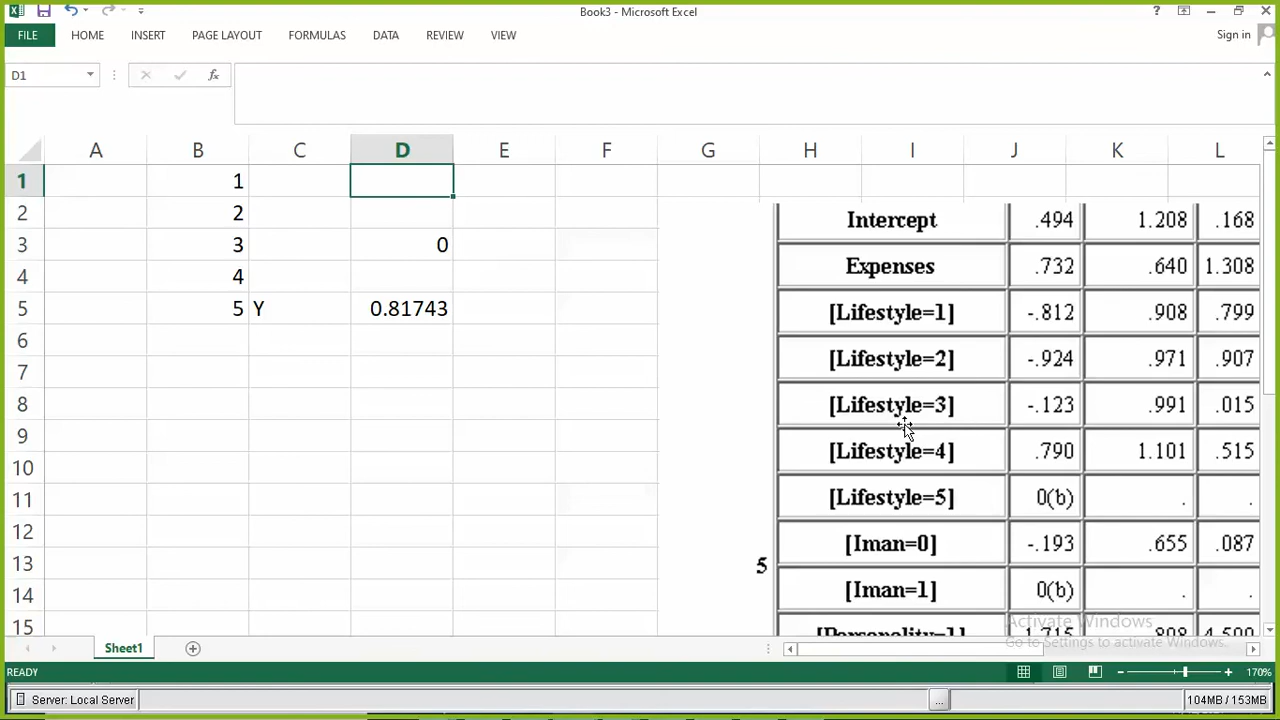 Book3 - Microsoft Excel
FILE HOME INSERT PAGE LAYOUT FORMULAS DATA REVIEW VIEW Sign in
D1 fx
A B C D E F G H I J K L
1 1
2 2
3 3 0
4 4
5 5 Y 0.81743
6
7
8
9
10
11
12
13
14
15
Intercept .494 1.208 .168
Expenses .732 .640 1.308
[Lifestyle=1] -.812 .908 .799
[Lifestyle=2] -.924 .971 .907
[Lifestyle=3] -.123 .991 .015
[Lifestyle=4] .790 1.101 .515
[Lifestyle=5] 0(b) . .
[Iman=0] -.193 .655 .087
5
[Iman=1] 0(b) . .
[Personality=1] 1.715 .808 4.500
Activate Windows
Go to Settings to activate Windows.
Sheet1
READY 170%
Server: Local Server ... 104MB / 153MB